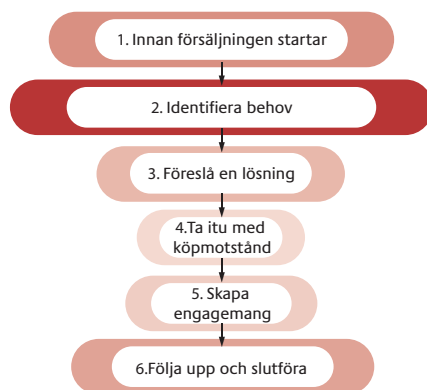 1. Innan försäljningen startar
2. Identifiera behov
3. Föreslå en lösning
4.Ta itu med
köpmotstånd
5. Skapa
engagemang
6.Följa upp och slutföra